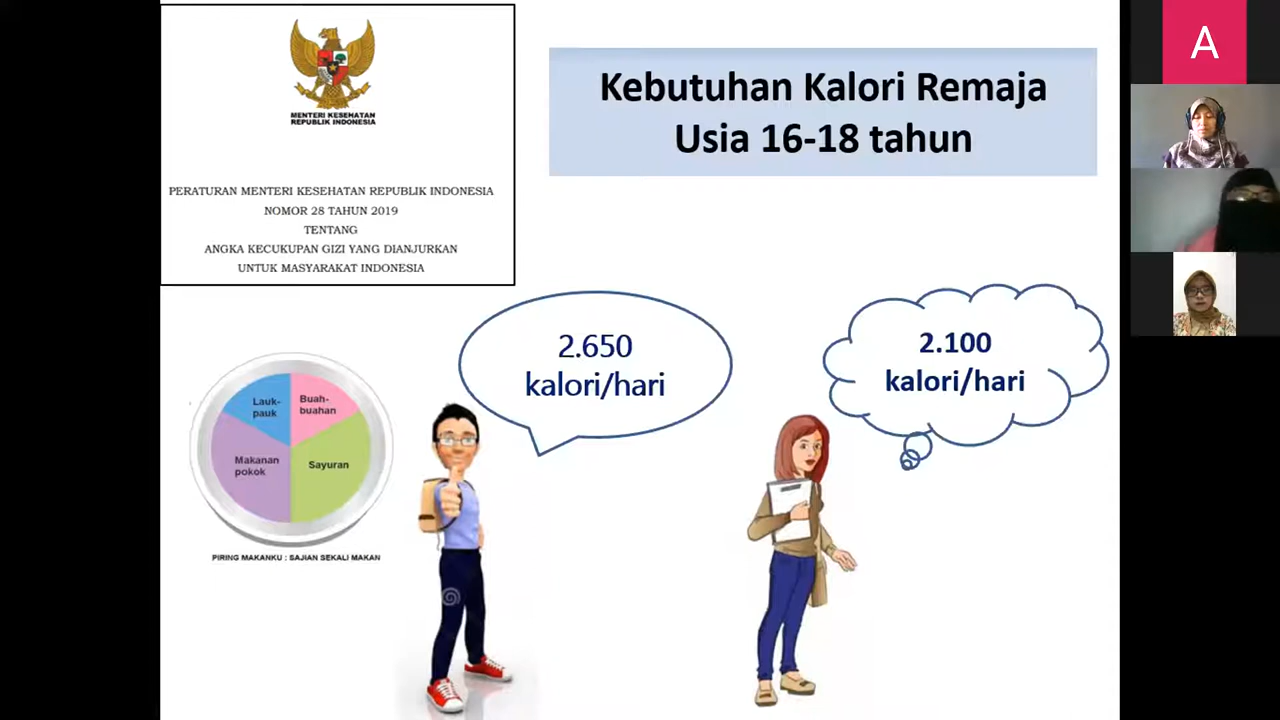 MENTERI KESEHATAN
REPUBLIK INDONESIA
PERATURAN MENTERI KESEHATAN REPUBLIK INDONESIA
NOMOR 28 TAHUN 2019
TENTANG
ANGKA KECUKUPAN GIZI YANG DIANJURKAN
UNTUK MASYARAKAT INDONESIA
Kebutuhan Kalori Remaja
Usia 16-18 tahun
2.650
kalori/hari
2.100
kalori/hari
Lauk-
pauk
Buah-
buahan
Makanan
pokok
Sayuran
PIRING MAKANKU : SAJIAN SEKALI MAKAN
A